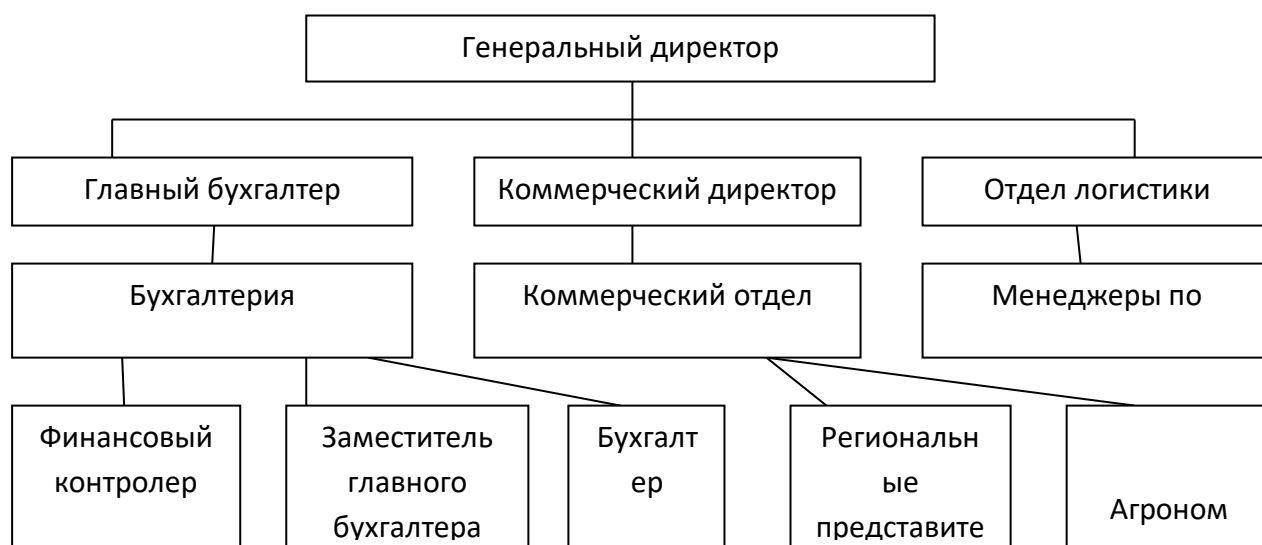 Генеральный директор
Главный бухгалтер
Коммерческий директор
Отдел логистики
Бухгалтерия
Коммерческий отдел
Менеджеры по
Финансовый
контролер
Заместитель
главного
бухгалтера
Бухгалт
ер
Региональн
ые
представите
Агроном